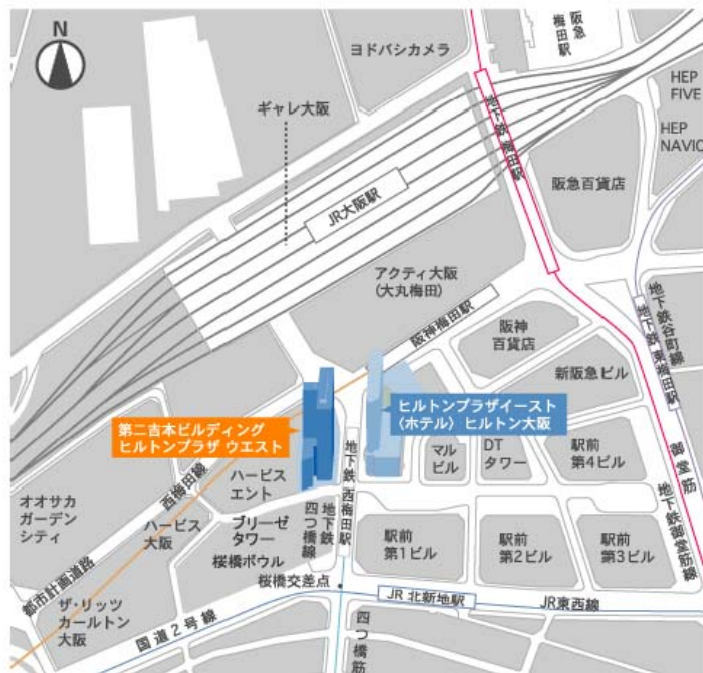 N
ヨドバシカメラ
阪急
梅田駅
HEP
FIVE
HEP
NAVIO
ギャレ大阪
地下鉄 梅田駅
阪急百貨店
JR大阪駅
アクティ大阪
(大丸梅田)
阪神梅田駅
阪神
百貨店
地下鉄谷町線
地下鉄 東梅田駅
新阪急ビル
第二吉本ビルディング
ヒルトンプラザ ウエスト
ヒルトンプラザイースト
〈ホテル〉ヒルトン大阪
マル
ビル
DT
タワー
駅前
第4ビル
御堂筋
地下鉄御堂筋線
オオサカ
ガーデン
シティ
西梅田線
ハービス
エント
ハービス
大阪
ブリーゼ
タワー
地下鉄
四つ橋線
地下鉄 西梅田駅
駅前
第1ビル
駅前
第2ビル
駅前
第3ビル
桜橋ボウル
桜橋交差点
都市計画道路
ザ・リッツ
カールトン
大阪
国道2号線
JR 北新地駅
JR東西線
四つ橋筋